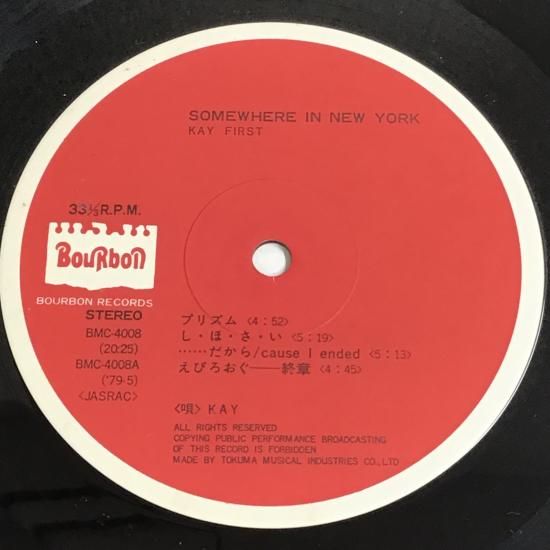 SOMEWHERE IN NEW YORK
KAY FIRST
33⅓R.P.M.
BouRbon
BOURBON RECORDS
STEREO
BMC-4008
(20:25)
BMC-4008A
('79·5)
<JASRAC>
プリズム <4:52>
し・ほ・さ・い <5:19>
……だから/cause I ended <5:13>
えぴろおぐ——終章 <4:45>
<唄> KAY
ALL RIGHTS RESERVED
COPYING PUBLIC PERFORMANCE BROADCASTING
OF THIS RECORD IS FORBIDDEN
MADE BY TOKUMA MUSICAL INDUSTRIES CO.,LTD